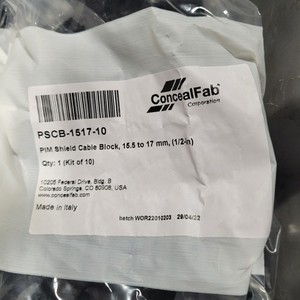 ConcealFab
Corporation
PSCB-1517-10
PIM Shield Cable Block, 15.5 to 17 mm, (1/2-in)
Qty: 1 (Kit of 10)
10205 Federal Drive, Bldg. B
Colorado Springs, CO 80908, USA
www.concealfab.com
Made in Italy
batch WOR22010203 29/04/22